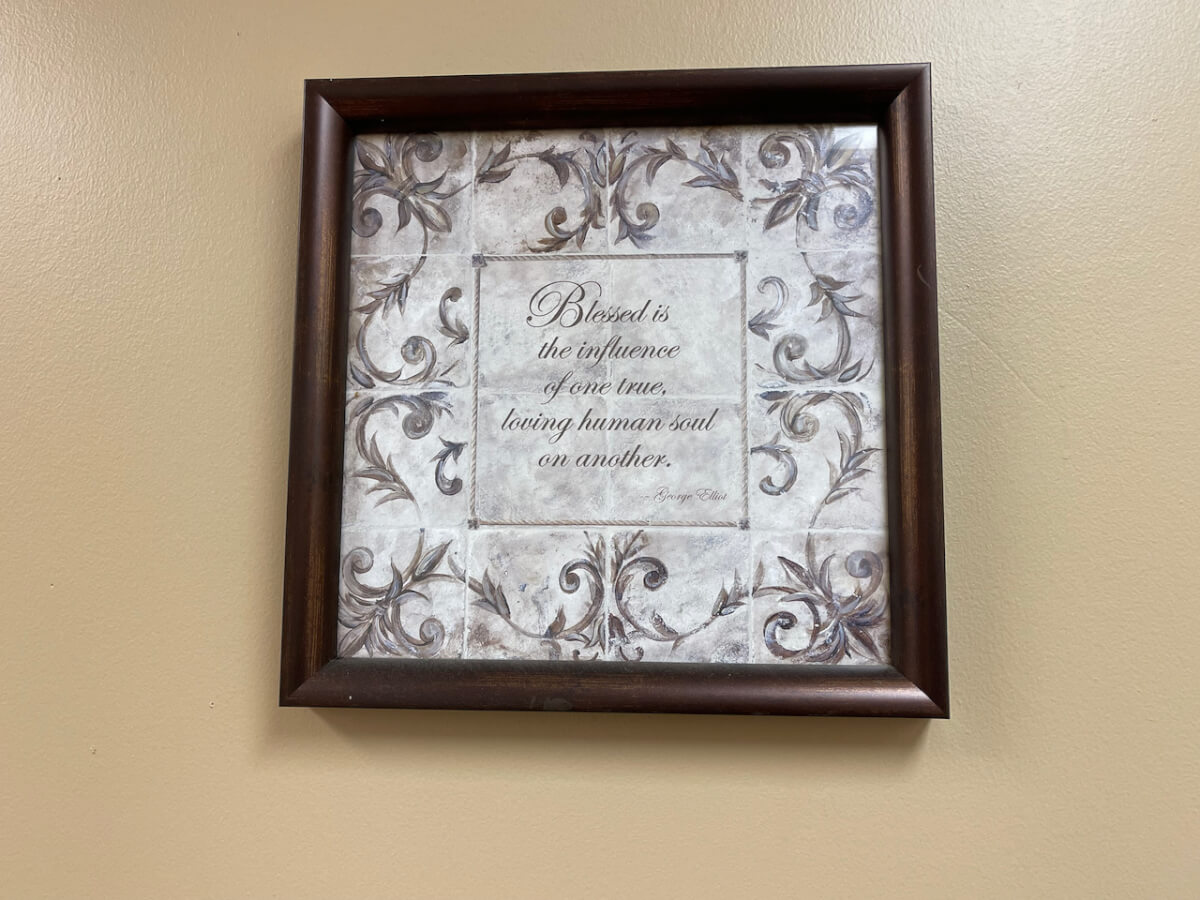 Blessed is
the influence
of one true,
loving human soul
on another.
-- George Elliot